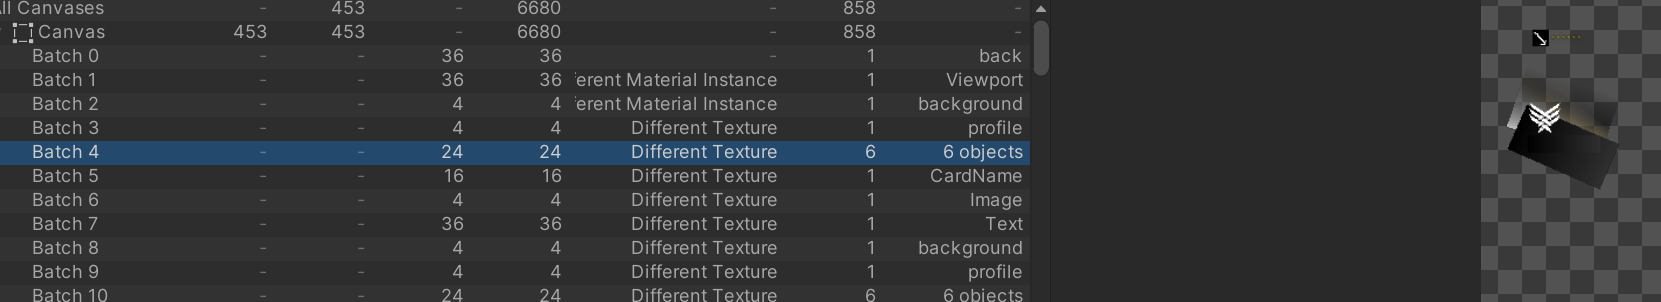 ll Canvases - 453 - 6680 - 858 -
Canvas 453 453 - 6680 - 858 -
Batch 0 - - 36 36 - 1 back
Batch 1 - - 36 36 erent Material Instance 1 Viewport
Batch 2 - - 4 4 erent Material Instance 1 background
Batch 3 - - 4 4 Different Texture 1 profile
Batch 4 - - 24 24 Different Texture 6 6 objects
Batch 5 - - 16 16 Different Texture 1 CardName
Batch 6 - - 4 4 Different Texture 1 Image
Batch 7 - - 36 36 Different Texture 1 Text
Batch 8 - - 4 4 Different Texture 1 background
Batch 9 - - 4 4 Different Texture 1 profile
Batch 10 - - 24 24 Different Texture 6 6 objects